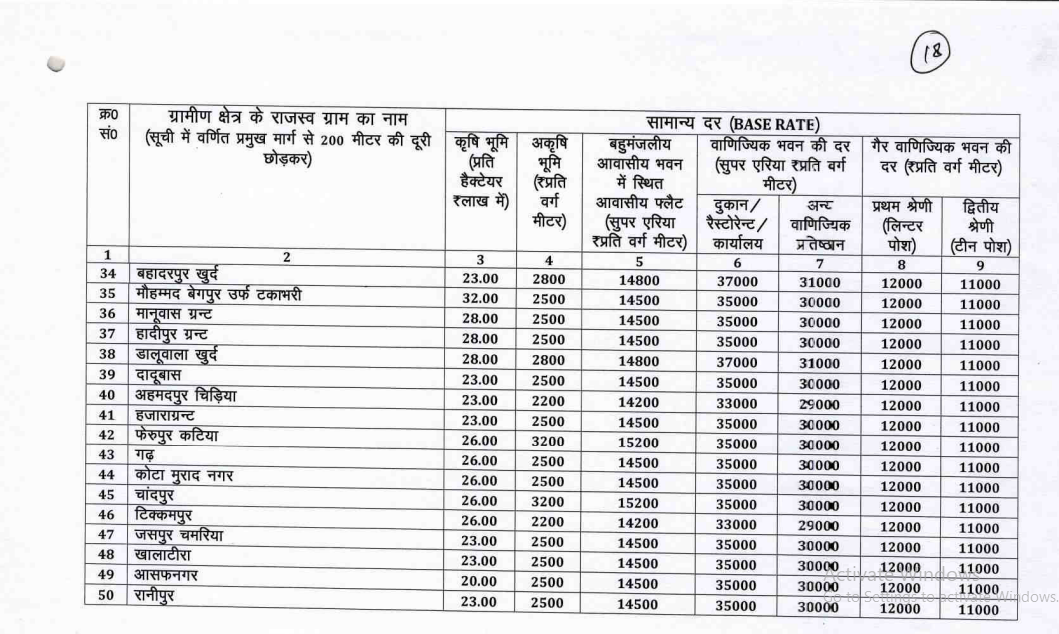 18
क्र० सं०
ग्रामीण क्षेत्र के राजस्व ग्राम का नाम
(सूची में वर्णित प्रमुख मार्ग से 200 मीटर की दूरी
छोड़कर)
सामान्य दर (BASE RATE)
कृषि भूमि
(प्रति
हैक्टेयर
₹लाख में)
अकृषि
भूमि
(₹प्रति
वर्ग
मीटर)
बहुमंजलीय
आवासीय भवन
में स्थित
आवासीय फ्लैट
(सुपर एरिया
₹प्रति वर्ग मीटर)
वाणिज्यिक भवन की दर
(सुपर एरिया ₹प्रति वर्ग
मीटर)
गैर वाणिज्यिक भवन की
दर (₹प्रति वर्ग मीटर)
दुकान/
रैस्टोरेन्ट/
कार्यालय
अन्य
वाणिज्यिक
प्रतिष्ठान
प्रथम श्रेणी
(लिन्टर
पोश)
द्वितीय
श्रेणी
(टीन पोश)
1 2 3 4 5 6 7 8 9
34 बहादरपुर खुर्द 23.00 2800 14800 37000 31000 12000 11000
35 मौहम्मद बेगपुर उर्फ टकाभरी 32.00 2500 14500 35000 30000 12000 11000
36 मानूवास ग्रन्ट 28.00 2500 14500 35000 30000 12000 11000
37 हादीपुर ग्रन्ट 28.00 2500 14500 35000 30000 12000 11000
38 डालूवाला खुर्द 28.00 2800 14800 37000 31000 12000 11000
39 दादूबास 23.00 2500 14500 35000 30000 12000 11000
40 अहमदपुर चिड़िया 23.00 2200 14200 33000 29000 12000 11000
41 हजाराग्रन्ट 23.00 2500 14500 35000 30000 12000 11000
42 फेरुपुर कटिया 26.00 3200 15200 35000 30000 12000 11000
43 गढ़ 26.00 2500 14500 35000 30000 12000 11000
44 कोटा मुराद नगर 26.00 2500 14500 35000 30000 12000 11000
45 चांदपुर 26.00 3200 15200 35000 30000 12000 11000
46 टिक्कमपुर 26.00 2200 14200 33000 29000 12000 11000
47 जसपुर चमरिया 23.00 2500 14500 35000 30000 12000 11000
48 खालाटीरा 23.00 2500 14500 35000 30000 12000 11000
49 आसफनगर 20.00 2500 14500 35000 30000 12000 11000
50 रानीपुर 23.00 2500 14500 35000 30000 12000 11000
Activate Windows
Go to Settings to activate Windows.